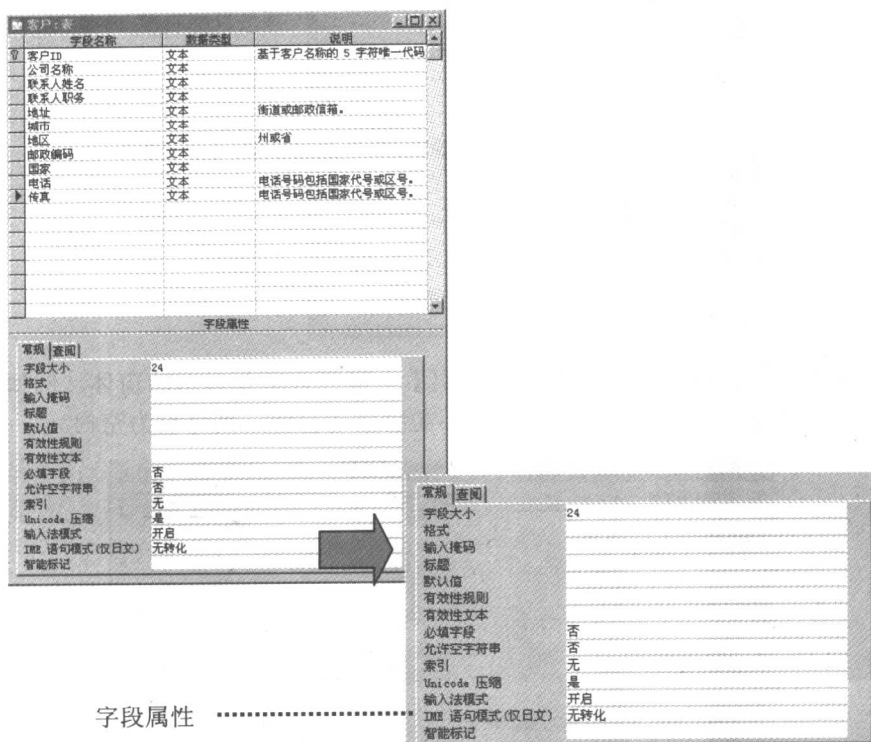 客户:表
字段名称 数据类型 说明
客户ID 文本 基于客户名称的 5 字符唯一代码
公司名称 文本
联系人姓名 文本
联系人职务 文本
地址 文本 街道或邮政信箱。
城市 文本
地区 文本 州或省
邮政编码 文本
国家 文本
电话 文本 电话号码包括国家代号或区号。
传真 文本 电话号码包括国家代号或区号。
字段属性
常规 查阅
字段大小 24
格式
输入掩码
标题
默认值
有效性规则
有效性文本
必填字段 否
允许空字符串 否
索引 无
Unicode 压缩 是
输入法模式 开启
IME 语句模式(仅日文) 无转化
智能标记
常规 查阅
字段大小 24
格式
输入掩码
标题
默认值
有效性规则
有效性文本
必填字段 否
允许空字符串 否
索引 无
Unicode 压缩 是
输入法模式 开启
IME 语句模式(仅日文) 无转化
智能标记
字段属性